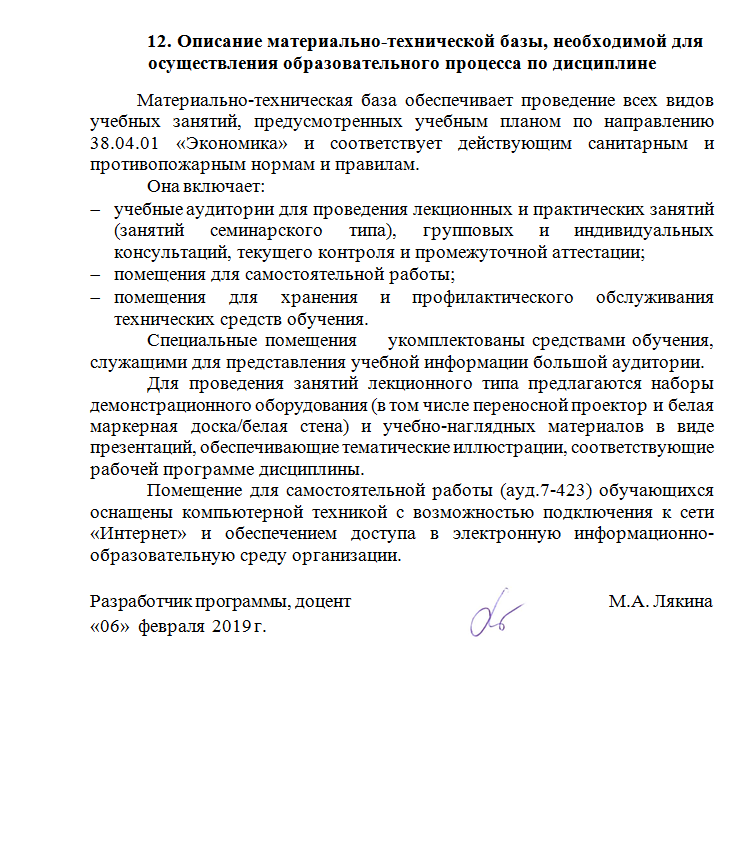 12. Описание материально-технической базы, необходимой для
осуществления образовательного процесса по дисциплине
Материально-техническая база обеспечивает проведение всех видов
учебных занятий, предусмотренных учебным планом по направлению
38.04.01 «Экономика» и соответствует действующим санитарным и
противопожарным нормам и правилам.
Она включает:
– учебные аудитории для проведения лекционных и практических занятий
(занятий семинарского типа), групповых и индивидуальных
консультаций, текущего контроля и промежуточной аттестации;
– помещения для самостоятельной работы;
– помещения для хранения и профилактического обслуживания
технических средств обучения.
Специальные помещения укомплектованы средствами обучения,
служащими для представления учебной информации большой аудитории.
Для проведения занятий лекционного типа предлагаются наборы
демонстрационного оборудования (в том числе переносной проектор и белая
маркерная доска/белая стена) и учебно-наглядных материалов в виде
презентаций, обеспечивающие тематические иллюстрации, соответствующие
рабочей программе дисциплины.
Помещение для самостоятельной работы (ауд.7-423) обучающихся
оснащены компьютерной техникой с возможностью подключения к сети
«Интернет» и обеспечением доступа в электронную информационно-
образовательную среду организации.
Разработчик программы, доцент М.А. Лякина
«06» февраля 2019 г.